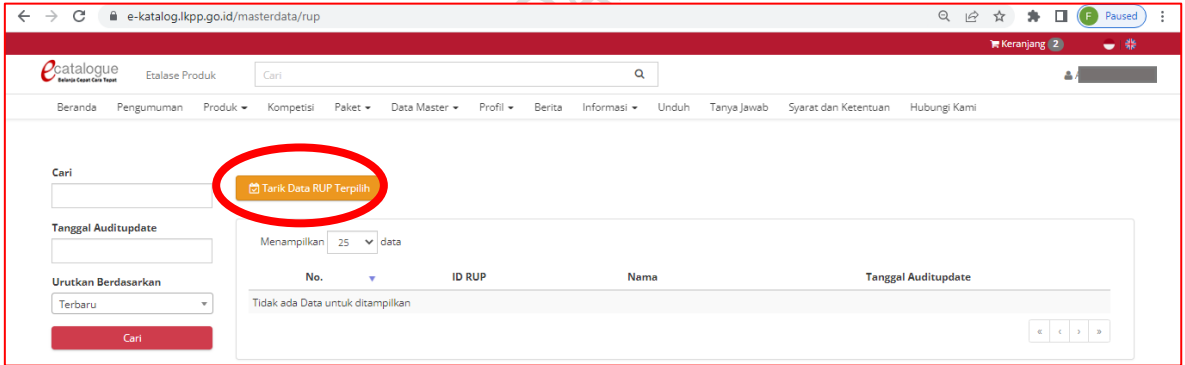 e-katalog.lkpp.go.id/masterdata/rup
F Paused
Keranjang 2
ecatalogue
Belanja Cepat Cara Tepat
Etalase Produk
Cari
Beranda Pengumuman Produk Kompetisi Paket Data Master Profil Berita Informasi Unduh Tanya Jawab Syarat dan Ketentuan Hubungi Kami
Cari
Tarik Data RUP Terpilih
Tanggal Auditupdate
Menampilkan 25 data
Urutkan Berdasarkan
No. ID RUP Nama Tanggal Auditupdate
Terbaru
Tidak ada Data untuk ditampilkan
« ‹ › »
Cari